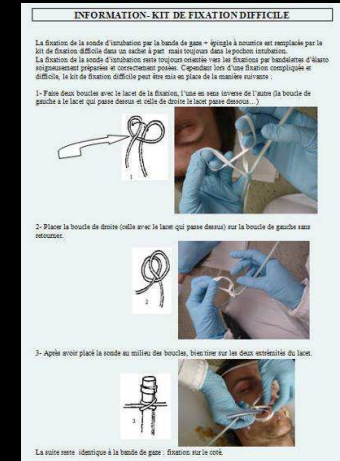 INFORMATION- KIT DE FIXATION DIFFICILE
La fixation de la sonde d'intubation par la bande de gaze + épingle à nourrice est remplacée par le
kit de fixation difficile dans un sachet à part mais toujours dans le pochon intubation.
La fixation de la sonde d'intubation reste toujours orientée vers les fixations par bandelettes d'élasto
soigneusement préparées et correctement posées. Cependant lors d'une fixation compliquée et
difficile, le kit de fixation difficile peut être mis en place de la manière suivante :
1- Faire deux boucles avec le lacet de la fixation, l'une en sens inverse de l'autre (la boucle de
gauche a le lacet qui passe dessus et celle de droite le lacet passe dessous…)
1
2- Placer la boucle de droite (celle avec le lacet qui passe dessus) sur la boucle de gauche sans
retourner.
2
3- Après avoir placé la sonde au milieu des boucles, bien tirer sur les deux extrémités du lacet.
3
La suite reste identique à la bande de gaze : fixation sur le coté.